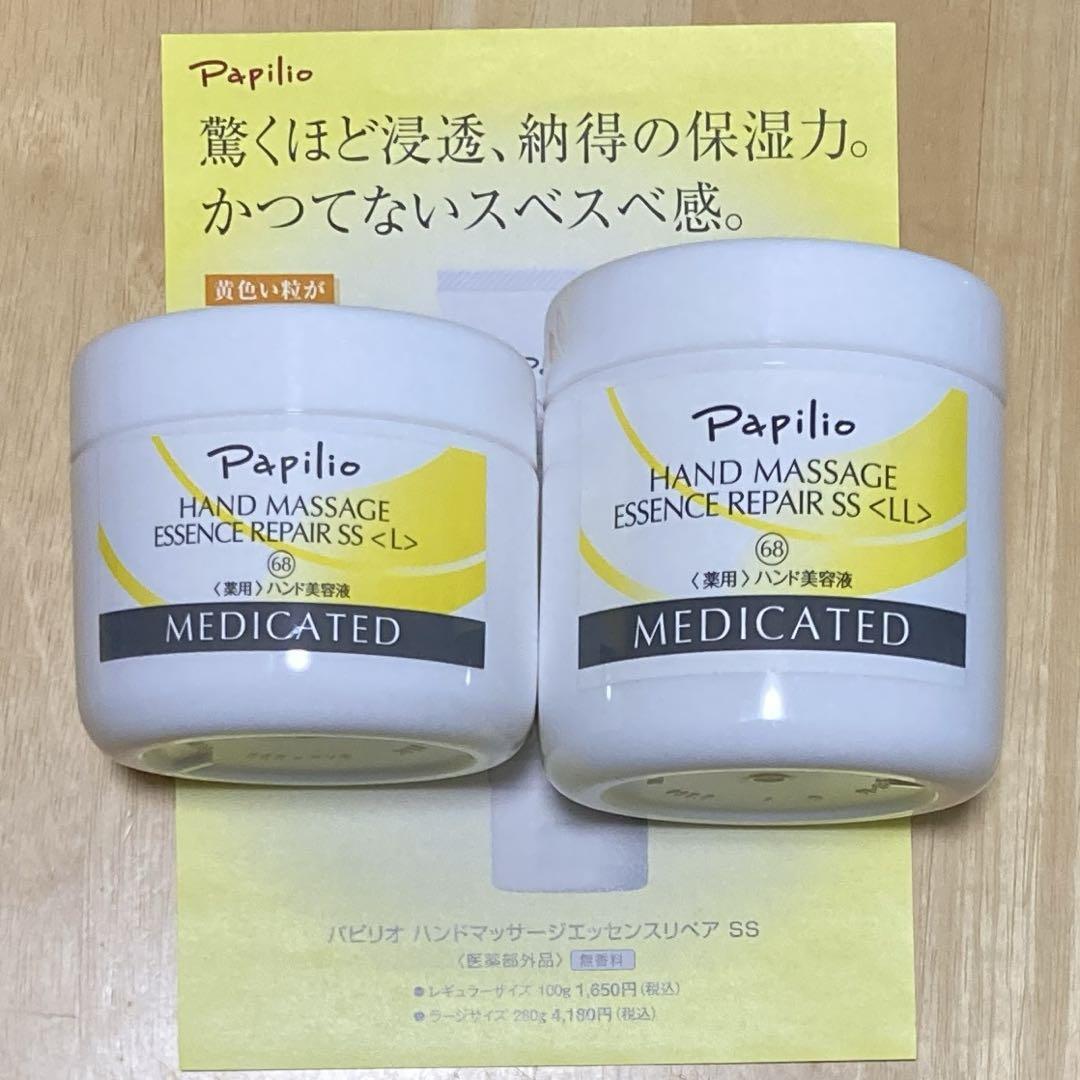 Papilio
驚くほど浸透、納得の保湿力。
かつてないスベスベ感。
黄色い粒が
Papilio
HAND MASSAGE
ESSENCE REPAIR SS <L>
68
〈薬用〉ハンド美容液
MEDICATED
Papilio
HAND MASSAGE
ESSENCE REPAIR SS <LL>
68
〈薬用〉ハンド美容液
MEDICATED
パピリオ ハンドマッサージエッセンスリペア SS
〈医薬部外品〉 無香料
●レギュラーサイズ 100g 1,650円(税込)
●ラージサイズ 280g 4,180円(税込)